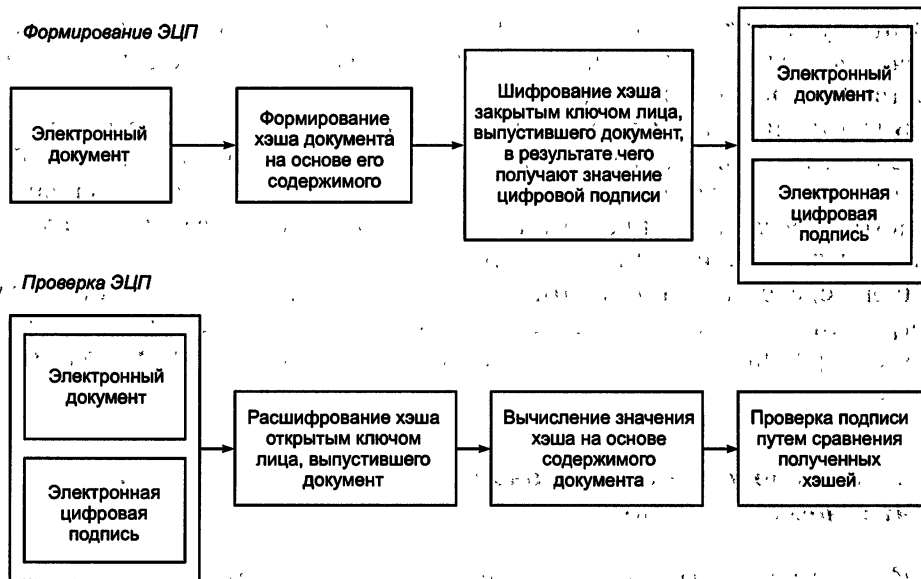 Формирование ЭЦП
Электронный
документ
Формирование
хэша документа
на основе его
содержимого
Шифрование хэша
закрытым ключом лица,
выпустившего документ,
в результате чего
получают значение
цифровой подписи
Электронный
документ
Электронная
цифровая
подпись
Проверка ЭЦП
Электронный
документ
Электронная
цифровая
подпись
Расшифрование хэша
открытым ключом
лица, выпустившего
документ
Вычисление значения
хэша на основе
содержимого
документа
Проверка подписи
путем сравнения
полученных
хэшей